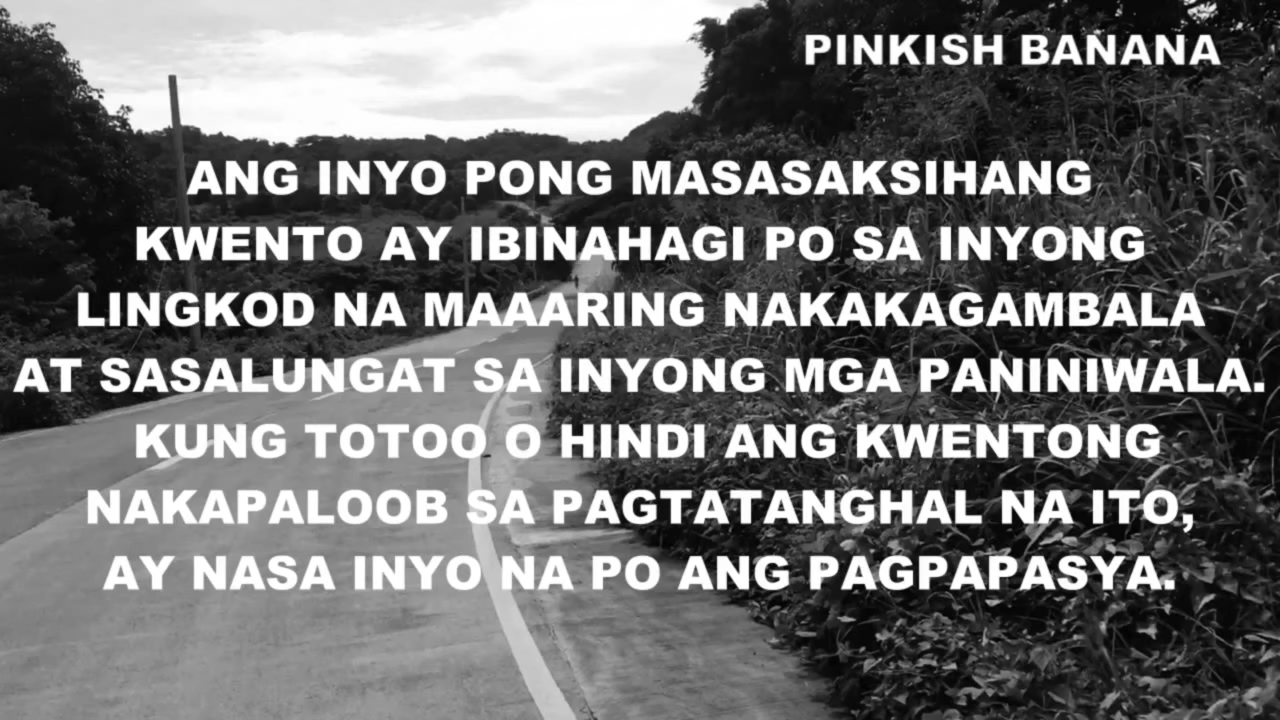 PINKISH BANANA
ANG INYO PONG MASASAKSIHANG
KWENTO AY IBINAHAGI PO SA INYONG
LINGKOD NA MAAARING NAKAKAGAMBALA
AT SASALUNGAT SA INYONG MGA PANINIWALA.
KUNG TOTOO O HINDI ANG KWENTONG
NAKAPALOOB SA PAGTATANGHAL NA ITO,
AY NASA INYO NA PO ANG PAGPAPASYA.